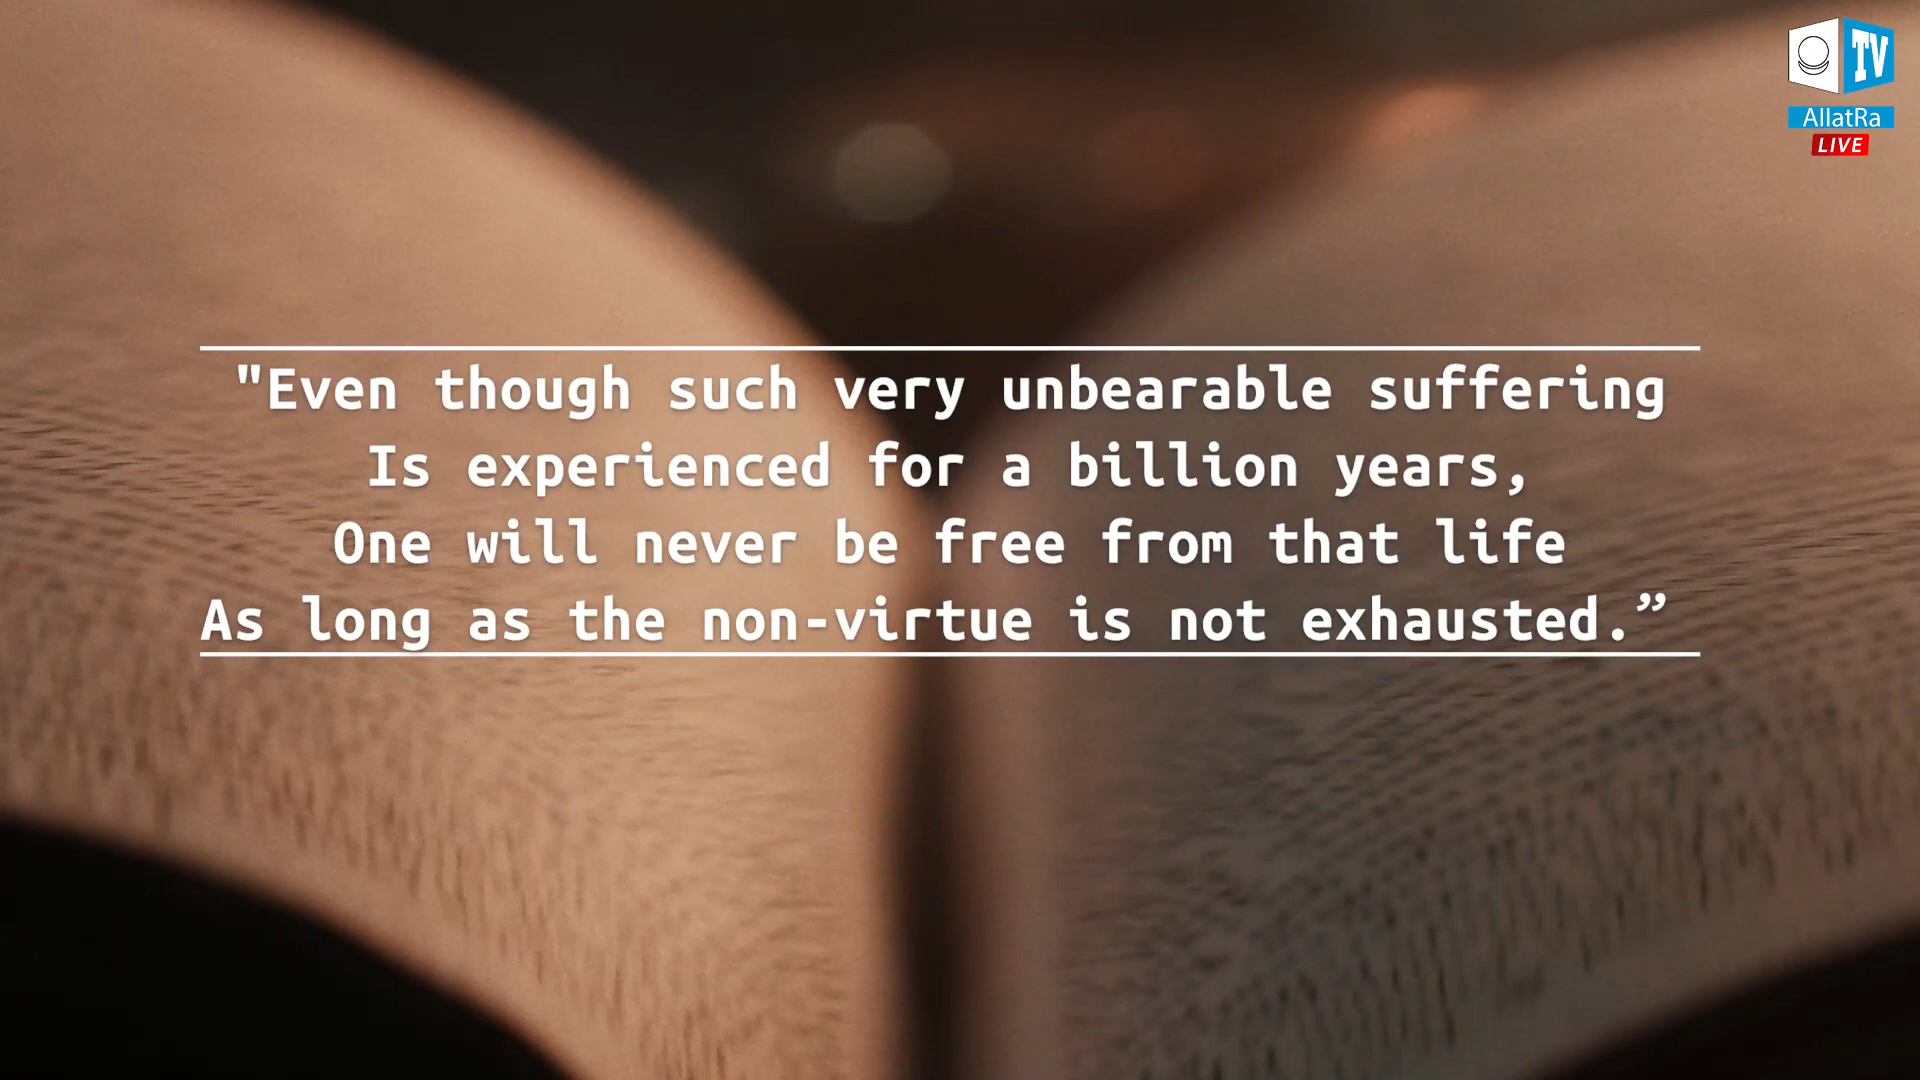 TV
AllatRa
LIVE
"Even though such very unbearable suffering
Is experienced for a billion years,
One will never be free from that life
As long as the non-virtue is not exhausted.”